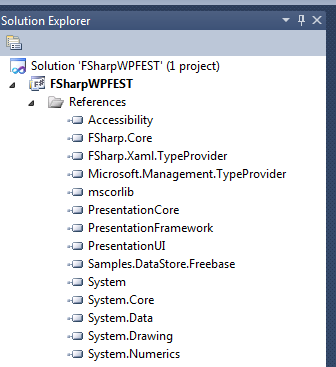 Solution Explorer
Solution 'FSharpWPFEST' (1 project)
FSharpWPFEST
References
Accessibility
FSharp.Core
FSharp.Xaml.TypeProvider
Microsoft.Management.TypeProvider
mscorlib
PresentationCore
PresentationFramework
PresentationUI
Samples.DataStore.Freebase
System
System.Core
System.Data
System.Drawing
System.Numerics